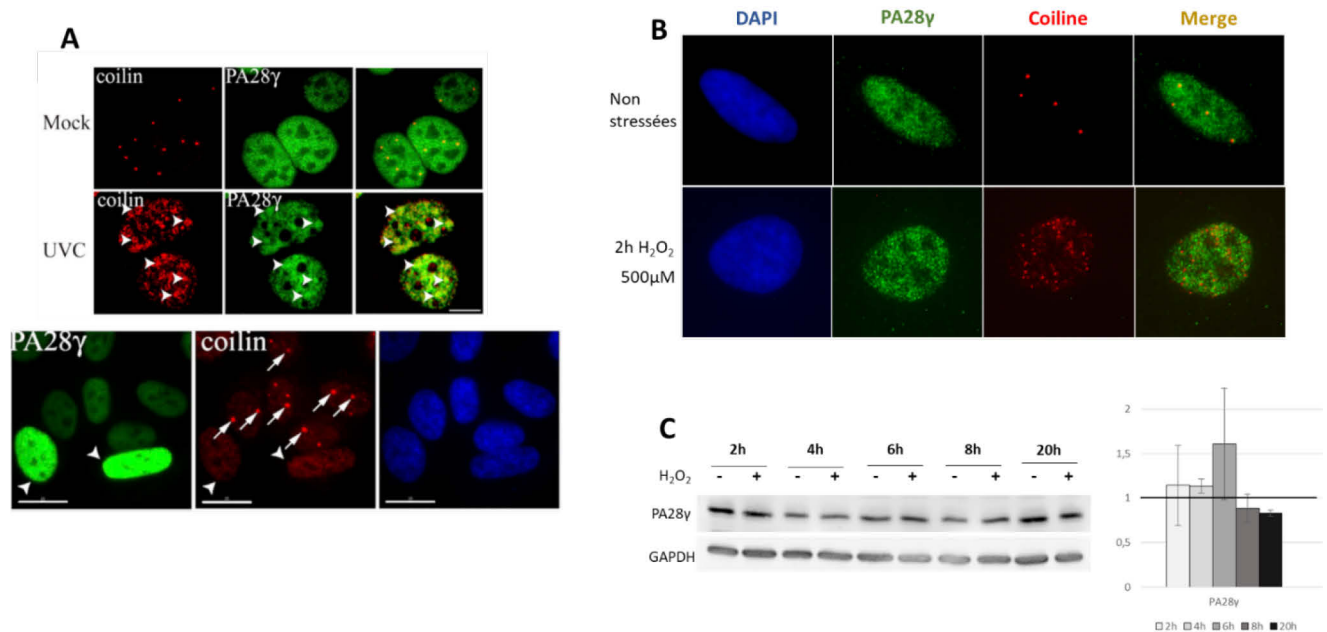 A
coilin PA28γ
Mock
coilin PA28γ
UVC
PA28γ coilin
B
DAPI PA28γ Coiline Merge
Non
stressées
2h H₂O₂
500µM
C
2h 4h 6h 8h 20h
H₂O₂ - + - + - + - + - +
PA28γ
GAPDH
2
1,5
1
0,5
0
PA28γ
2h 4h 6h 8h 20h